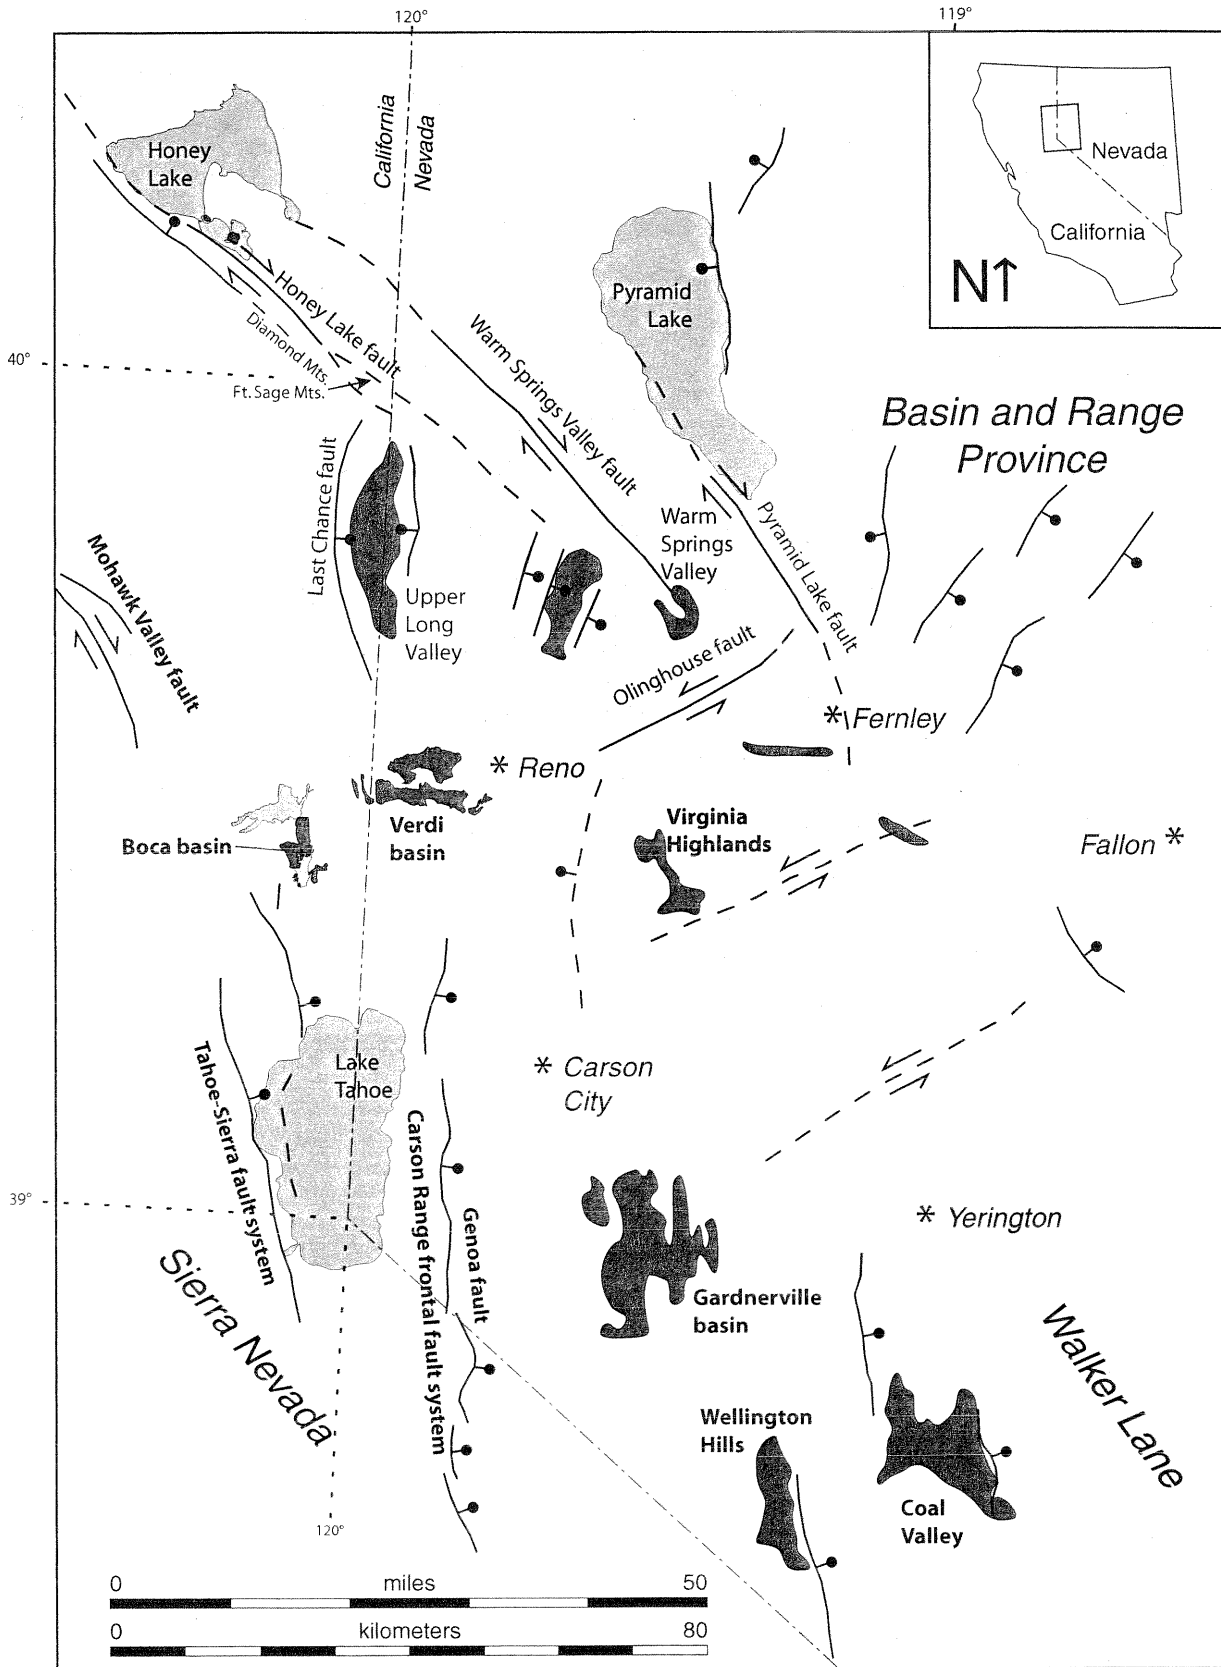 120°
119°
California
Nevada
Honey
Lake
Nevada
California
N↑
Pyramid
Lake
Honey Lake fault
Diamond Mts.
Ft. Sage Mts.
40°
Warm Springs Valley fault
Basin and Range
Province
Last Chance fault
Warm
Springs
Valley
Pyramid Lake fault
Mohawk Valley fault
Upper
Long
Valley
Olinghouse fault
* Fernley
* Reno
Verdi
basin
Boca basin
Virginia
Highlands
Fallon *
Lake
Tahoe
Tahoe-Sierra fault system
* Carson
City
Carson Range frontal fault system
Genoa fault
39°
* Yerington
Sierra Nevada
Gardnerville
basin
Walker Lane
Wellington
Hills
Coal
Valley
120°
0 miles 50
0 kilometers 80